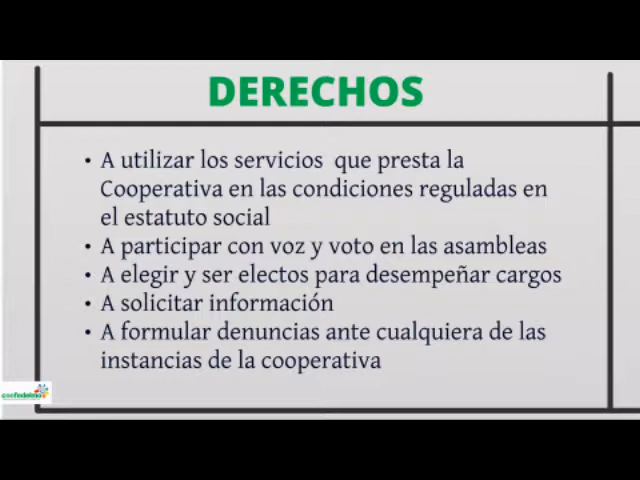 DERECHOS
• A utilizar los servicios que presta la
Cooperativa en las condiciones reguladas en
el estatuto social
• A participar con voz y voto en las asambleas
• A elegir y ser electos para desempeñar cargos
• A solicitar información
• A formular denuncias ante cualquiera de las
instancias de la cooperativa